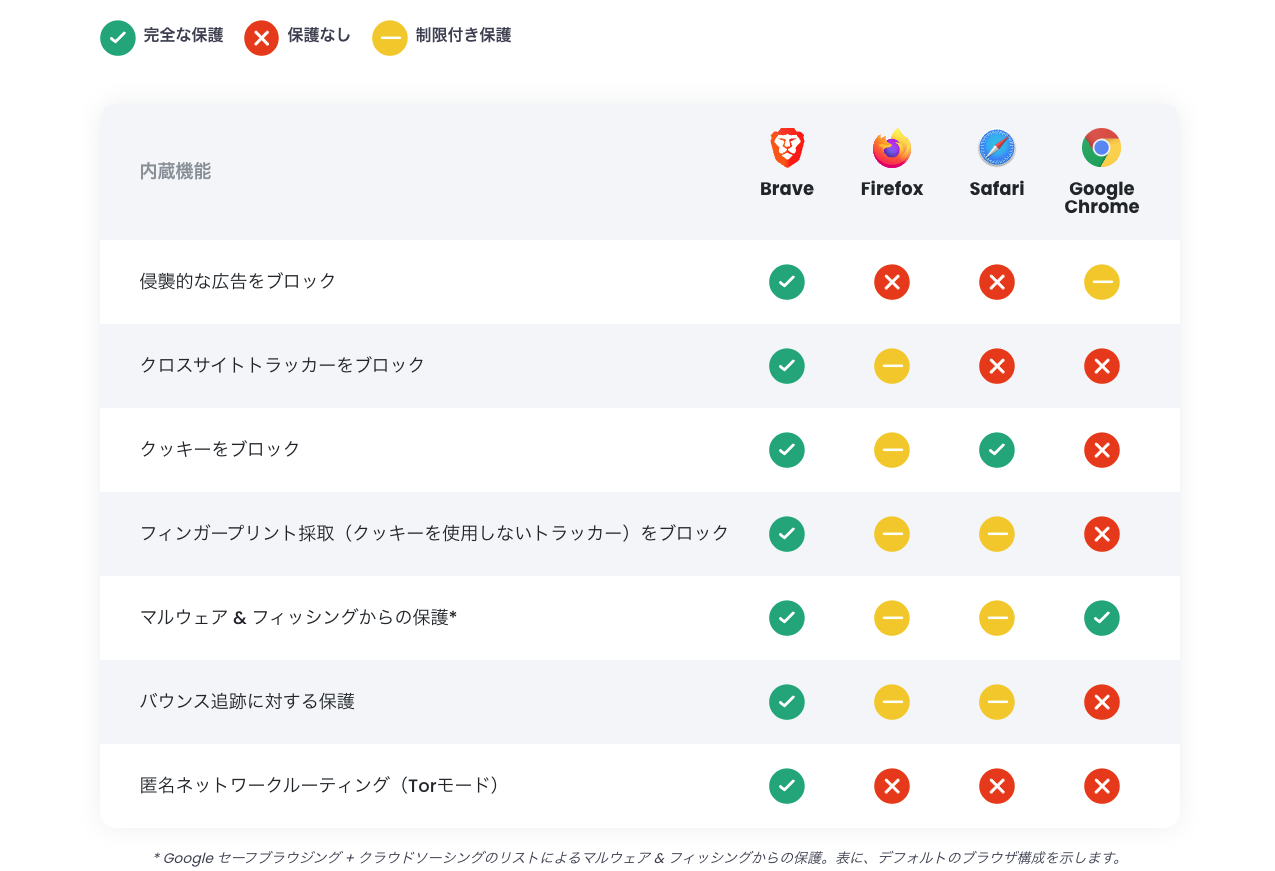 完全な保護 保護なし 制限付き保護
内蔵機能
Brave Firefox Safari Google
Chrome
侵襲的な広告をブロック
クロスサイトトラッカーをブロック
クッキーをブロック
フィンガープリント採取（クッキーを使用しないトラッカー）をブロック
マルウェア & フィッシングからの保護*
バウンス追跡に対する保護
匿名ネットワークルーティング（Torモード）
* Google セーフブラウジング + クラウドソーシングのリストによるマルウェア & フィッシングからの保護。表に、デフォルトのブラウザ構成を示します。